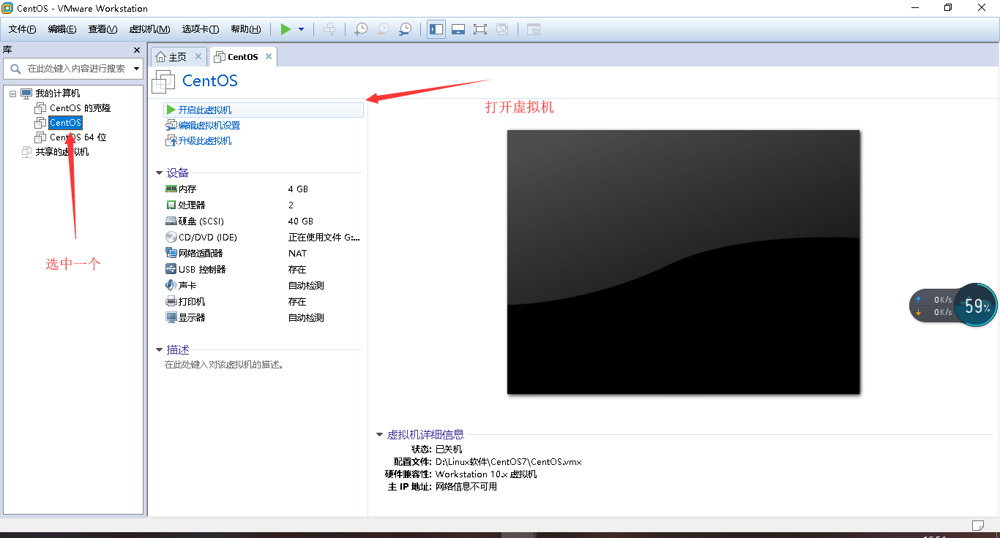 CentOS - VMware Workstation
文件(F) 编辑(E) 查看(V) 虚拟机(M) 选项卡(T) 帮助(H)
库
在此处键入内容进行搜索
我的计算机
CentOS 的克隆
CentOS
CentOS 64 位
共享的虚拟机
选中一个
主页 CentOS
CentOS
开启此虚拟机
编辑虚拟机设置
升级此虚拟机
打开虚拟机
设备
内存 4 GB
处理器 2
硬盘 (SCSI) 40 GB
CD/DVD (IDE) 正在使用文件 G:...
网络适配器 NAT
USB 控制器 存在
声卡 自动检测
打印机 存在
显示器 自动检测
描述
在此处键入对该虚拟机的描述。
0K/s
0K/s
59%
虚拟机详细信息
状态: 已关机
配置文件: D:\Linux软件\CentOS7\CentOS.vmx
硬件兼容性: Workstation 10.x 虚拟机
主 IP 地址: 网络信息不可用